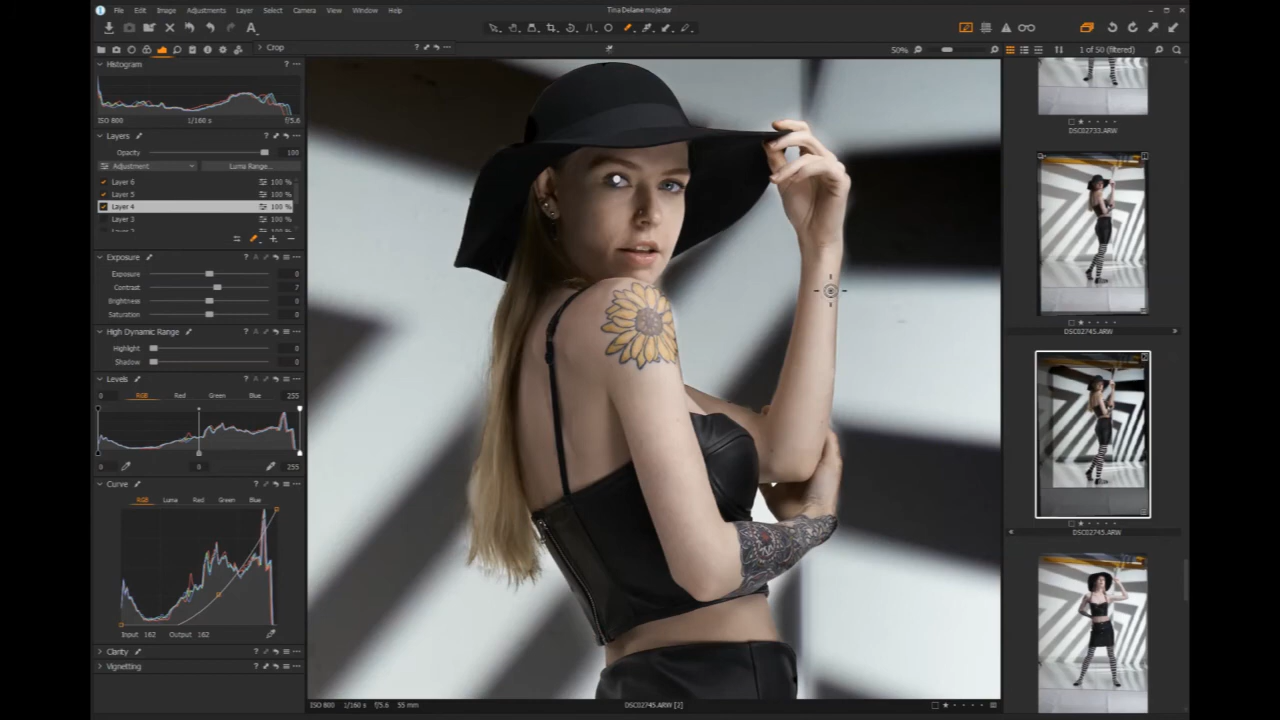 Tina Delane mojector
File Edit Image Adjustments Layer Select Camera View Window Help
Crop
50%
1 of 50 (filtered)
Histogram
ISO 800 1/160 s f/5.6
Layers
Opacity 100
Adjustment Luma Range...
Layer 6 100 %
Layer 5 100 %
Layer 4 100 %
Layer 3 100 %
Exposure
Exposure 0
Contrast 7
Brightness 0
Saturation 0
High Dynamic Range
Highlight 0
Shadow 0
Levels
0 RGB Red Green Blue 255
0 0 255
Curve
RGB Luma Red Green Blue
Input 162 Output 162
Clarity
Vignetting
ISO 800 1/160 s f/5.6 55 mm
DSC02745.ARW [2]
DSC02733.ARW
DSC02745.ARW
DSC02745.ARW